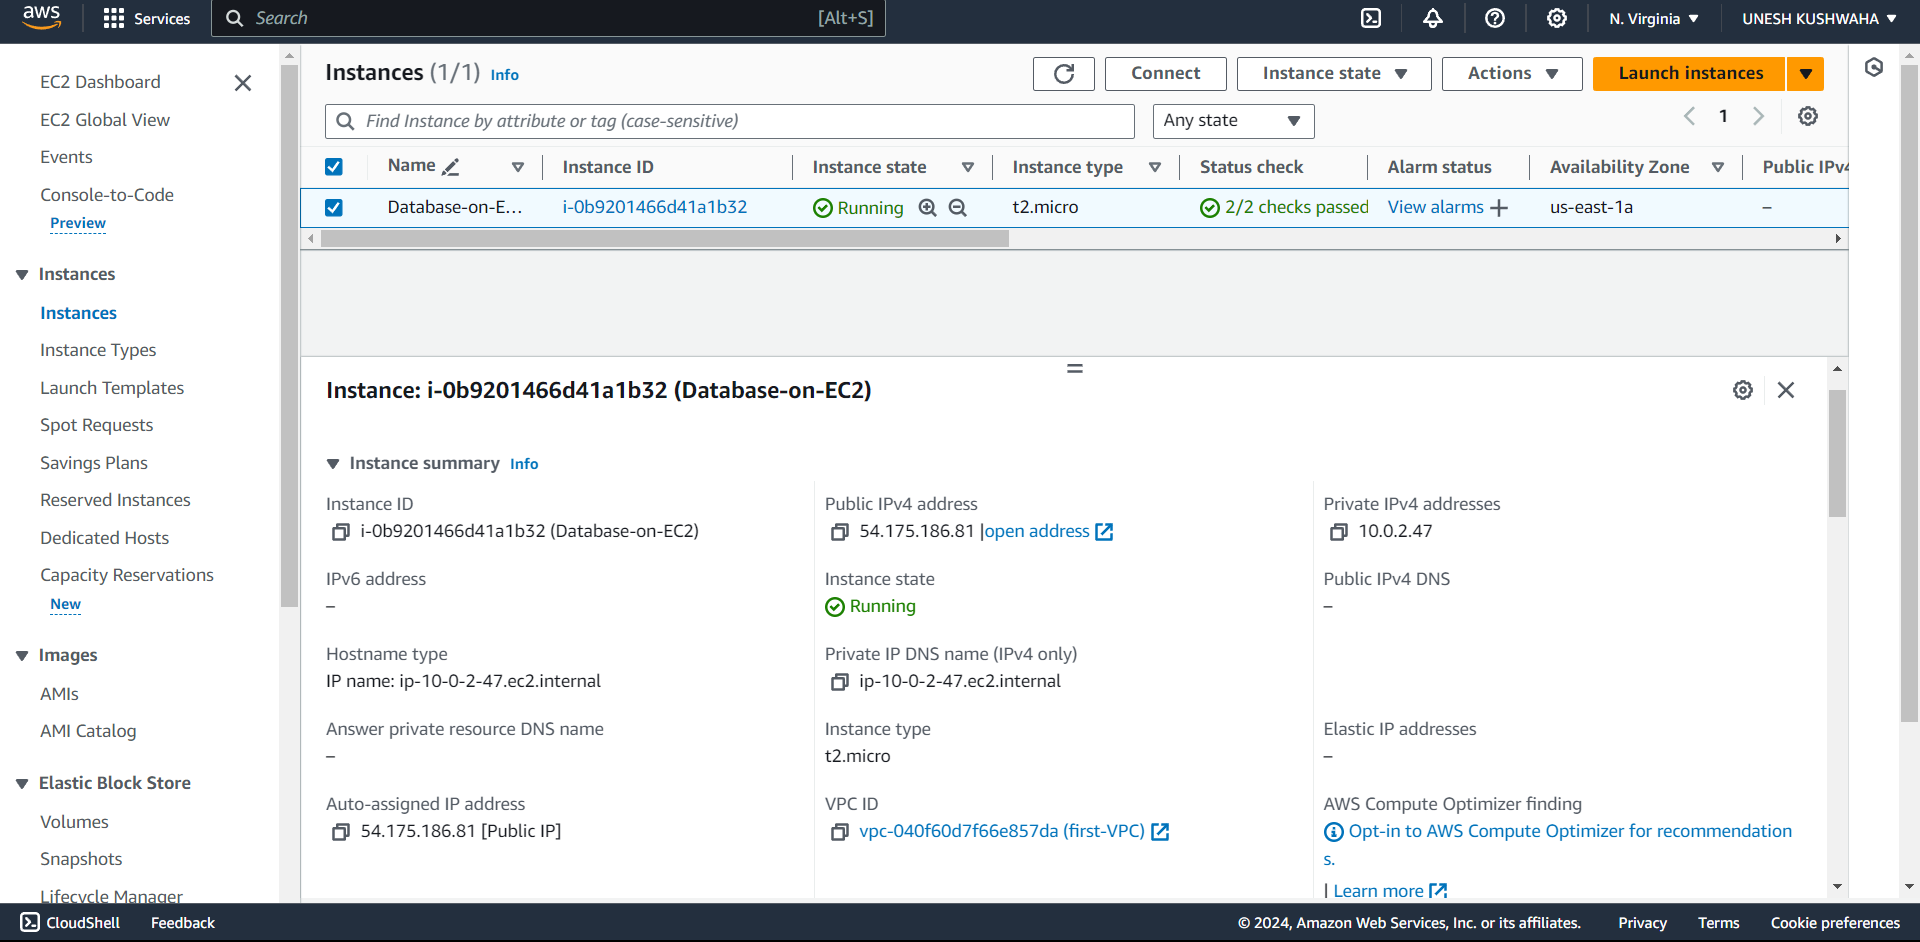 aws
Services
Search
[Alt+S]
N. Virginia
UNESH KUSHWAHA
EC2 Dashboard
EC2 Global View
Events
Console-to-Code
Preview
Instances
Instances
Instance Types
Launch Templates
Spot Requests
Savings Plans
Reserved Instances
Dedicated Hosts
Capacity Reservations
New
Images
AMIs
AMI Catalog
Elastic Block Store
Volumes
Snapshots
Lifecycle Manager
Instances (1/1) Info
Connect
Instance state
Actions
Launch instances
Find Instance by attribute or tag (case-sensitive)
Any state
1
Name
Instance ID
Instance state
Instance type
Status check
Alarm status
Availability Zone
Public IPv4
Database-on-E...
i-0b9201466d41a1b32
Running
t2.micro
2/2 checks passed
View alarms
us-east-1a
–
Instance: i-0b9201466d41a1b32 (Database-on-EC2)
Instance summary Info
Instance ID
i-0b9201466d41a1b32 (Database-on-EC2)
Public IPv4 address
54.175.186.81 |open address
Private IPv4 addresses
10.0.2.47
IPv6 address
–
Instance state
Running
Public IPv4 DNS
–
Hostname type
IP name: ip-10-0-2-47.ec2.internal
Private IP DNS name (IPv4 only)
ip-10-0-2-47.ec2.internal
Answer private resource DNS name
–
Instance type
t2.micro
Elastic IP addresses
–
Auto-assigned IP address
54.175.186.81 [Public IP]
VPC ID
vpc-040f60d7f66e857da (first-VPC)
AWS Compute Optimizer finding
Opt-in to AWS Compute Optimizer for recommendation
s.
| Learn more
CloudShell
Feedback
© 2024, Amazon Web Services, Inc. or its affiliates.
Privacy
Terms
Cookie preferences